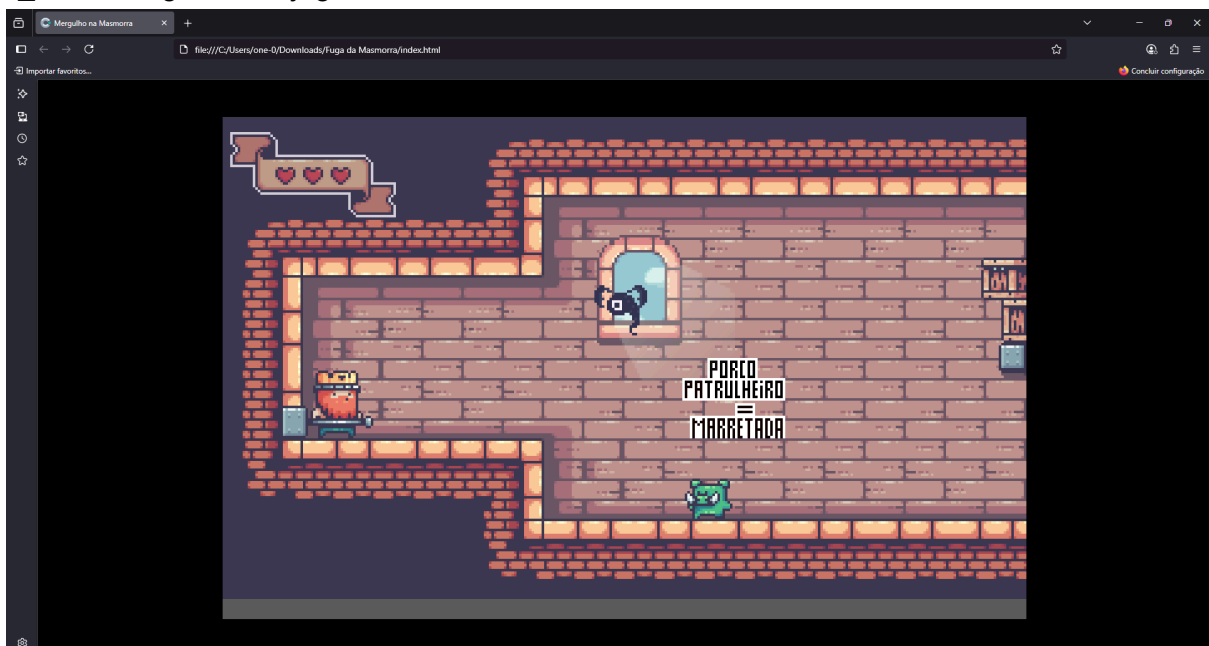 Mergulho na Masmorra
file:///C:/Users/one-0/Downloads/Fuga da Masmorra/index.html
Importar favoritos...
Concluir configuração
PORCO
PATRULHEIRO
=
MARRETADA